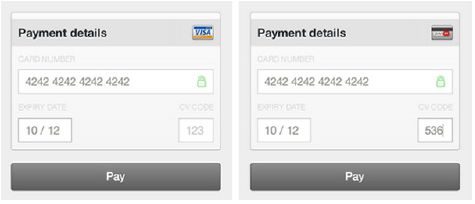 Payment details
VISA
CARD NUMBER
4242 4242 4242 4242
EXPIRY DATE
CV CODE
10 / 12
123
Pay
Payment details
CARD NUMBER
4242 4242 4242 4242
EXPIRY DATE
CV CODE
10 / 12
536
Pay